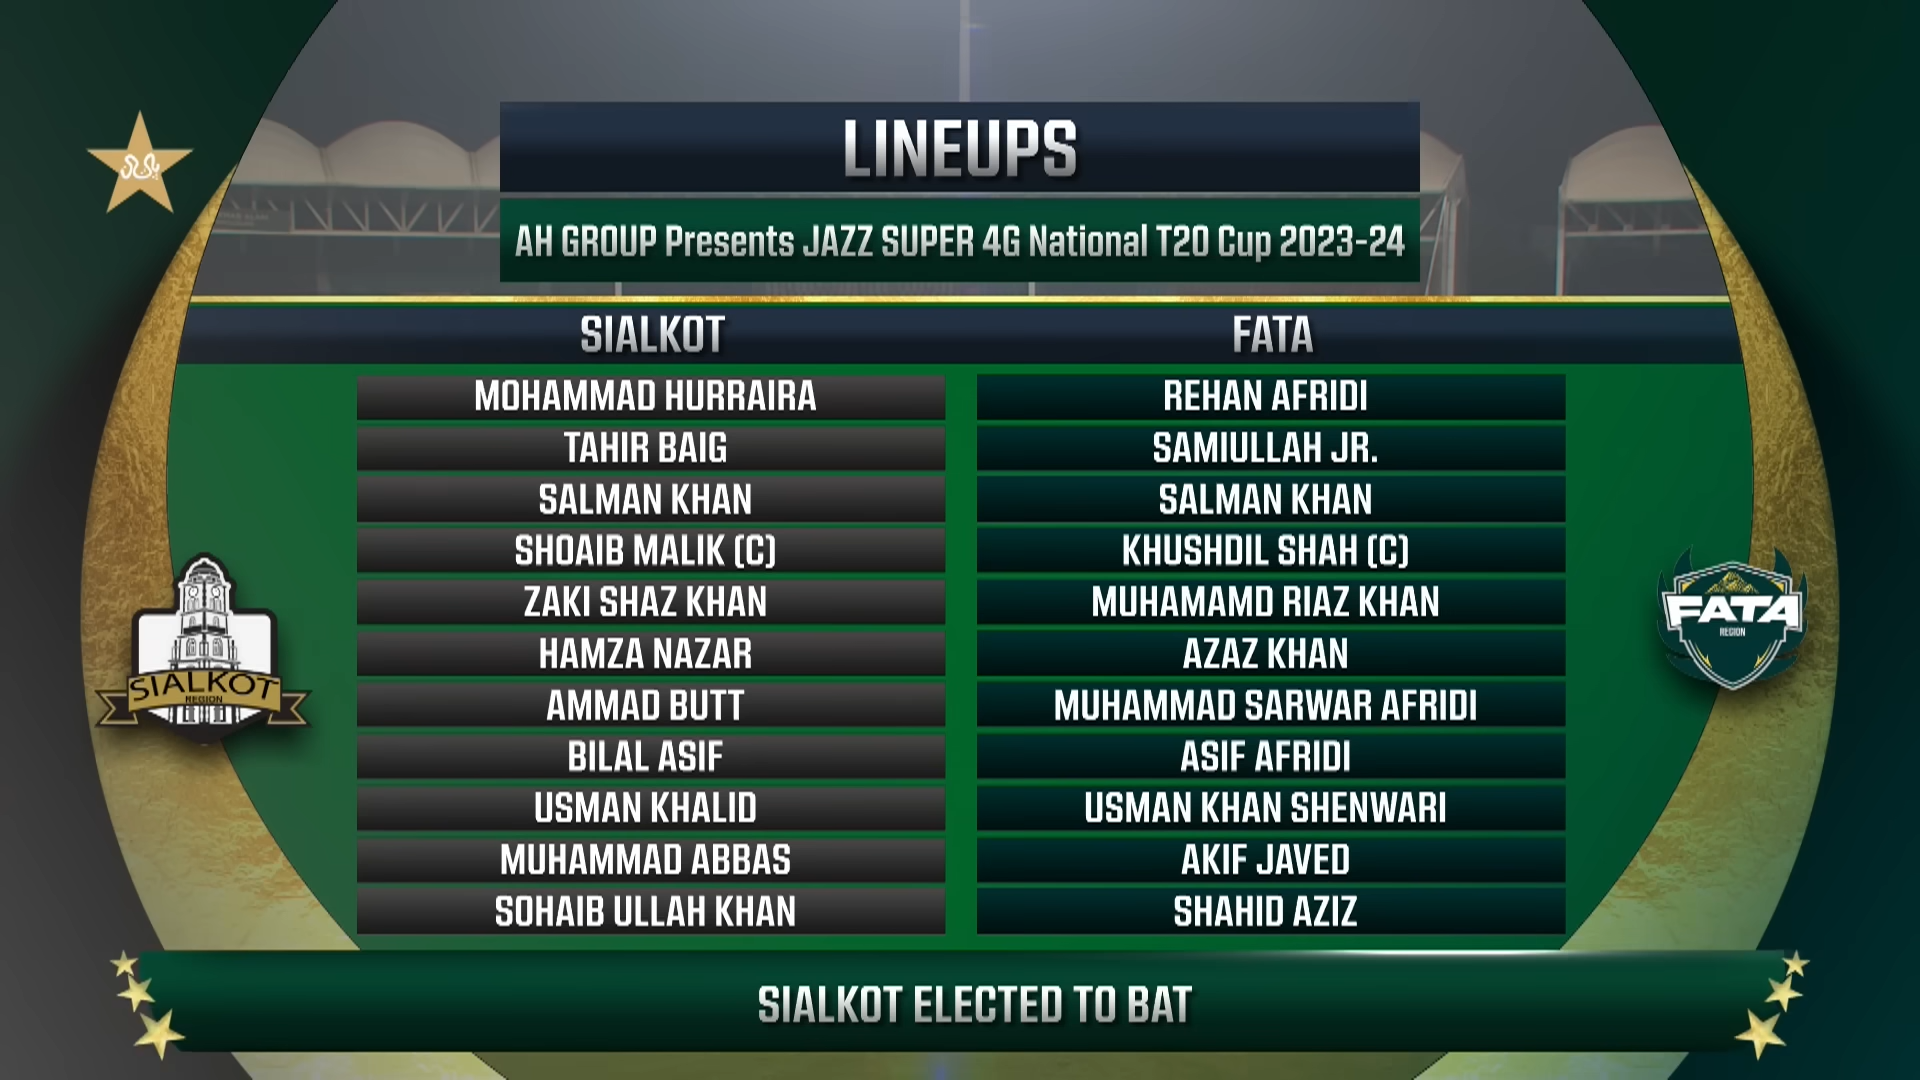 LINEUPS
AH GROUP Presents JAZZ SUPER 4G National T20 Cup 2023-24
SIALKOT FATA
MOHAMMAD HURRAIRA REHAN AFRIDI
TAHIR BAIG SAMIULLAH JR.
SALMAN KHAN SALMAN KHAN
SHOAIB MALIK (C) KHUSHDIL SHAH (C)
ZAKI SHAZ KHAN MUHAMAMD RIAZ KHAN
HAMZA NAZAR AZAZ KHAN
AMMAD BUTT MUHAMMAD SARWAR AFRIDI
BILAL ASIF ASIF AFRIDI
USMAN KHALID USMAN KHAN SHENWARI
MUHAMMAD ABBAS AKIF JAVED
SOHAIB ULLAH KHAN SHAHID AZIZ
SIALKOT
REGION
FATA
REGION
SIALKOT ELECTED TO BAT